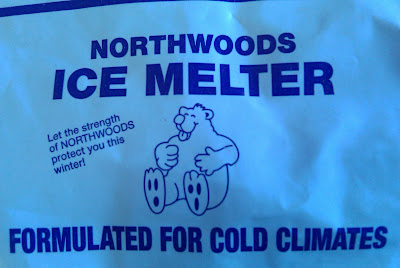 NORTHWOODS
ICE MELTER
Let the strength
of NORTHWOODS
protect you this
winter!
FORMULATED FOR COLD CLIMATES